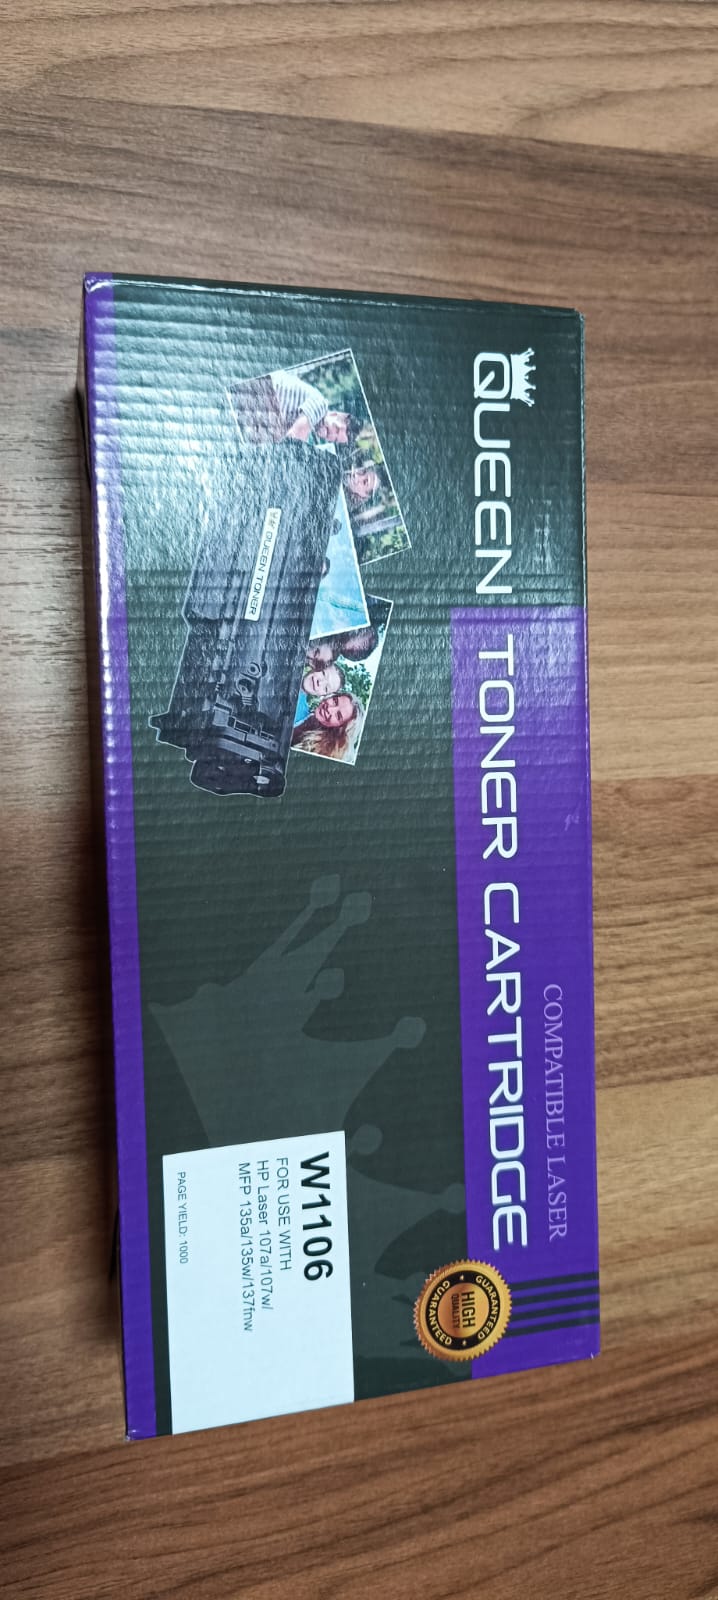 COMPATIBLE LASER
QUEEN TONER CARTRIDGE
QUEEN TONER
GUARANTEED
HIGH
QUALITY
GUARANTEED
W1106
FOR USE WITH
HP Laser 107a/107w/
MFP 135a/135w/137fnw
PAGE YIELD: 1000